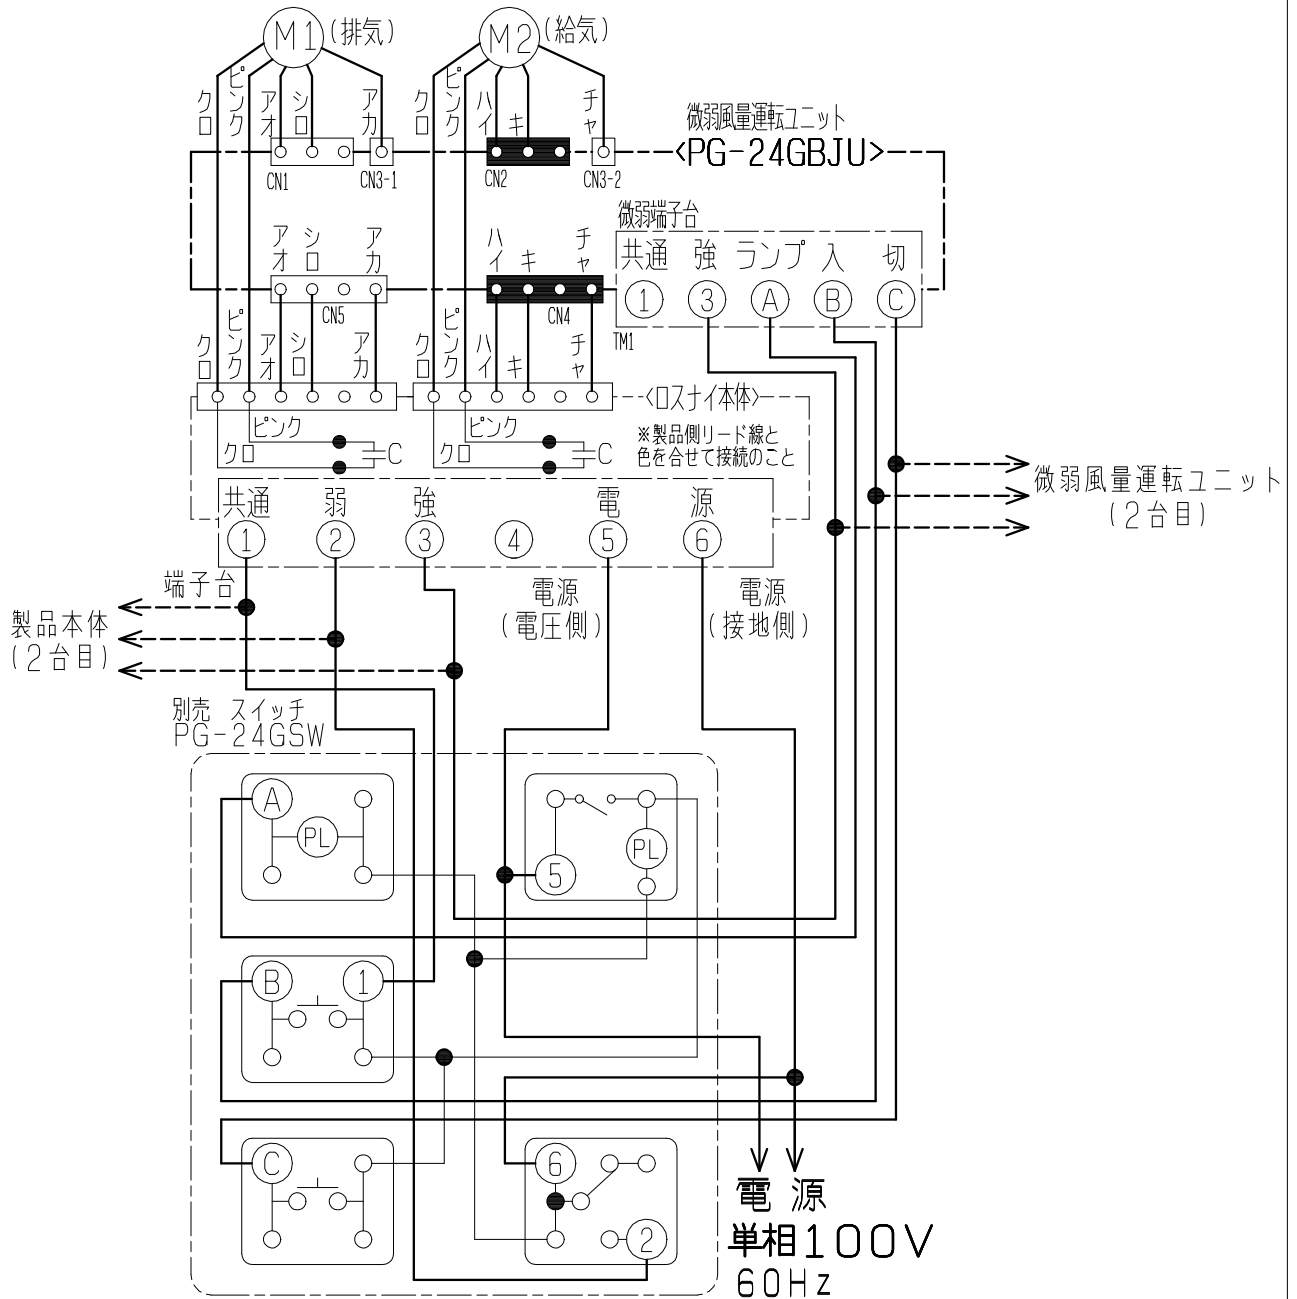 M1 (排気)
M2 (給気)
クロ
ピンク
アオ
シロ
アカ
クロ
ピンク
ハイ
キ
チャ
微弱風量運転ユニット
<PG-24GBJU>
CN1
CN3-1
CN2
CN3-2
微弱端子台
共通 強 ランプ 入 切
1 3 A B C
TM1
アオ
シロ
アカ
ハイ
キ
チャ
CN5
CN4
クロ
ピンク
アオ
シロ
アカ
クロ
ピンク
ハイ
キ
チャ
<ロスナイ本体>
ピンク
クロ
C
ピンク
クロ
C
※製品側リード線と
色を合せて接続のこと
微弱風量運転ユニット
(2台目)
共通 弱 強 電 源
1 2 3 4 5 6
端子台
電源
(電圧側)
電源
(接地側)
製品本体
(2台目)
別売 スイッチ
PG-24GSW
A
PL
5
PL
B
1
C
6
2
電 源
単相100V
60Hz